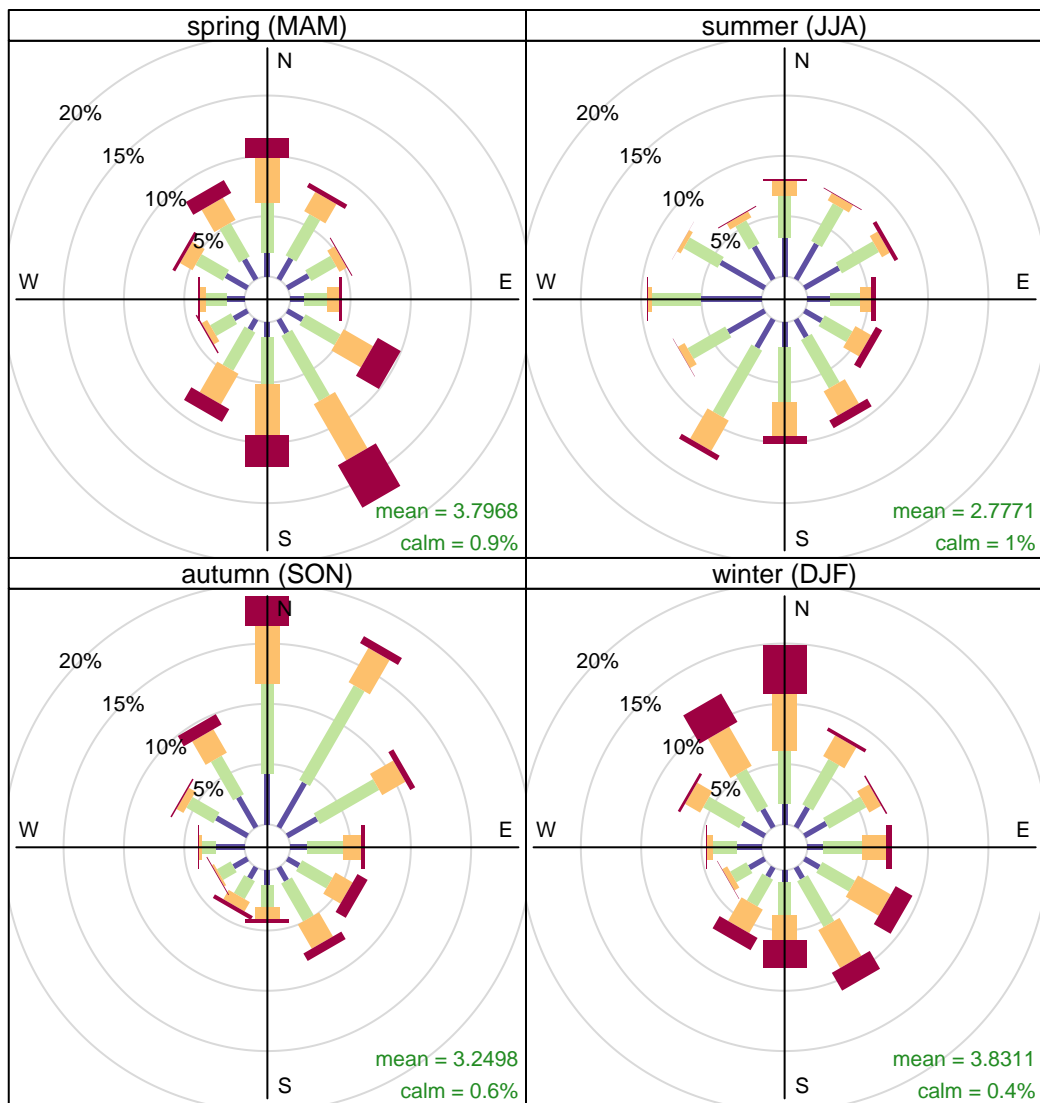 spring (MAM)
N
20%
15%
10%
5%
W
E
S
mean = 3.7968
calm = 0.9%
summer (JJA)
N
20%
15%
10%
5%
W
E
S
mean = 2.7771
calm = 1%
autumn (SON)
N
20%
15%
10%
5%
W
E
S
mean = 3.2498
calm = 0.6%
winter (DJF)
N
20%
15%
10%
5%
W
E
S
mean = 3.8311
calm = 0.4%